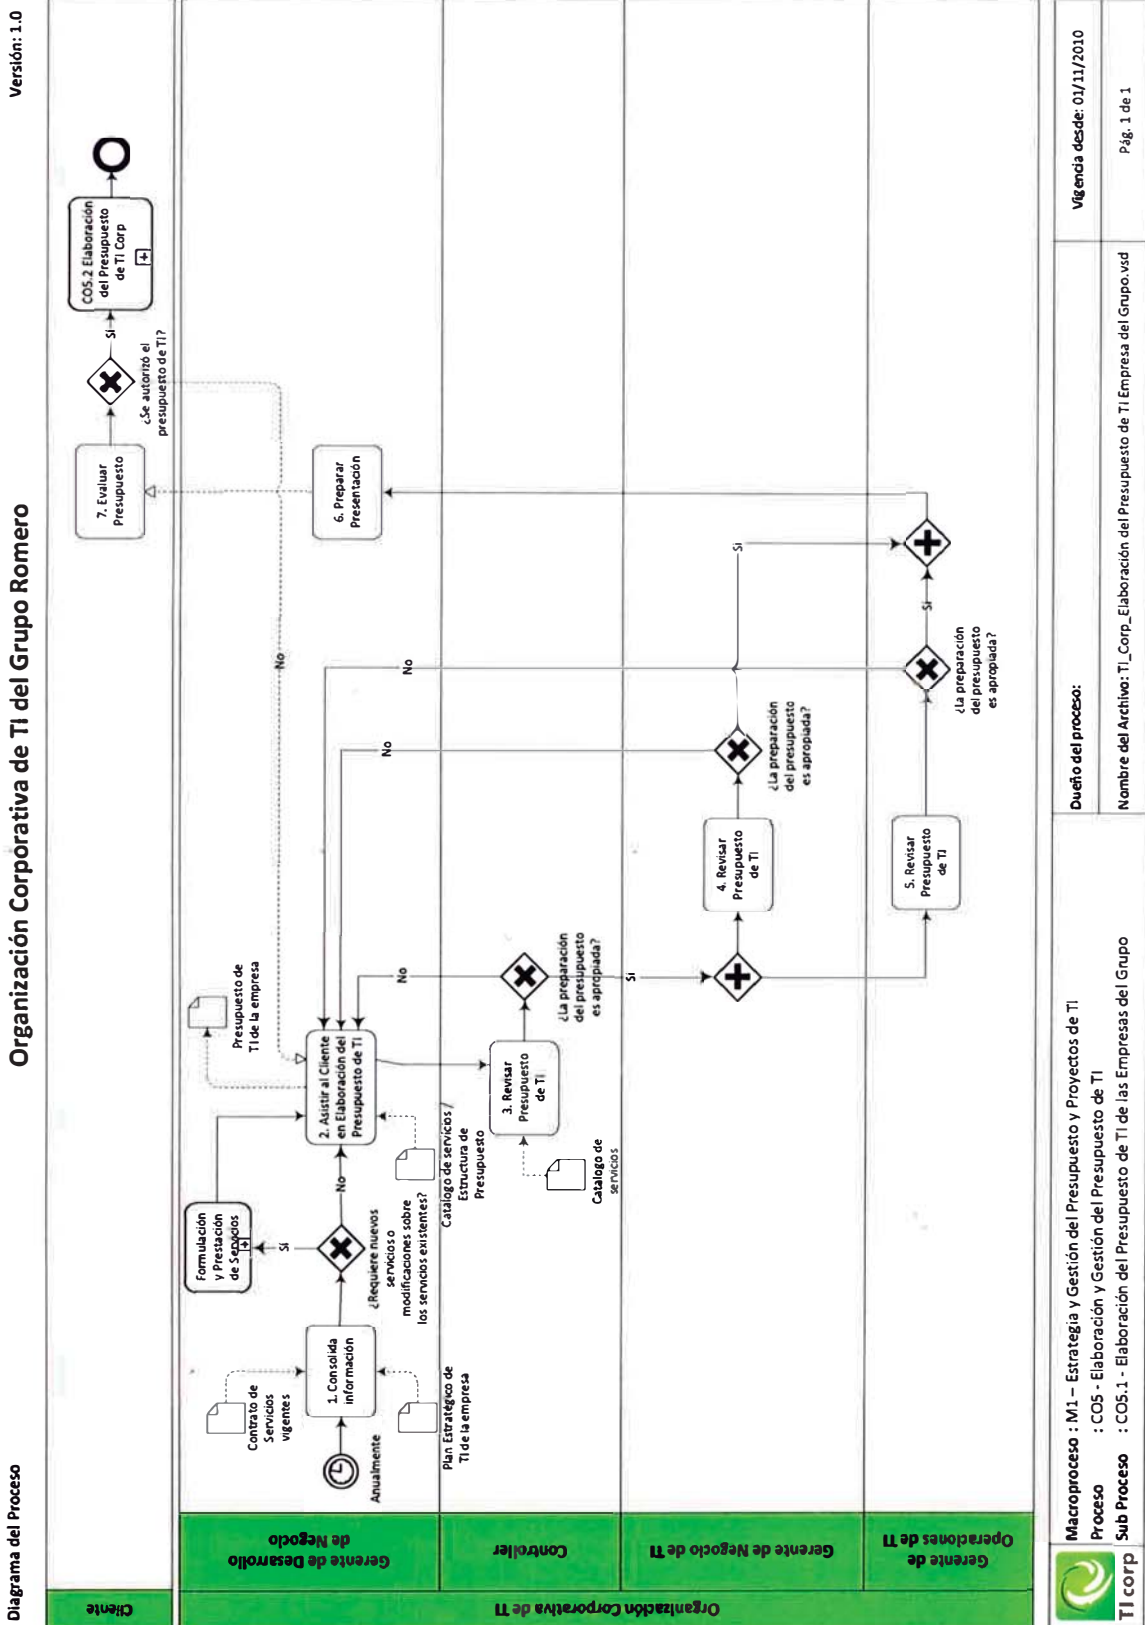 Diagrama del Proceso
Organización Corporativa de TI del Grupo Romero
Versión: 1.0
Cliente
7. Evaluar
Presupuesto
¿Se autorizó el
presupuesto de TI?
Sí
CO5.2 Elaboración
del Presupuesto
de TI Corp
No
Organización Corporativa de TI
Gerente de Desarrollo
de Negocio
Anualmente
Contrato de
Servicios
vigentes
1. Consolida
información
Plan Estratégico de
TI de la empresa
¿Requiere nuevos
servicios o
modificaciones sobre
los servicios existentes?
Sí
No
Formulación
y Prestación
de Servicios
2. Asistir al Cliente
en Elaboración del
Presupuesto de TI
Presupuesto de
TI de la empresa
Catalogo de servicios /
Estructura de
Presupuesto
6. Preparar
Presentación
No
No
No
Controller
Catalogo de
servicios
3. Revisar
Presupuesto
de TI
¿La preparación
del presupuesto
es apropiada?
Sí
Gerente de Negocio de TI
4. Revisar
Presupuesto
de TI
¿La preparación
del presupuesto
es apropiada?
Sí
Gerente de
Operaciones de TI
5. Revisar
Presupuesto
de TI
¿La preparación
del presupuesto
es apropiada?
Sí
TI corp
Macroproceso : M1 – Estrategia y Gestión del Presupuesto y Proyectos de TI
Proceso : CO5 - Elaboración y Gestión del Presupuesto de TI
Sub Proceso : CO5.1 - Elaboración del Presupuesto de TI de las Empresas del Grupo
Dueño del proceso:
Vigencia desde: 01/11/2010
Nombre del Archivo: TI_Corp_Elaboración del Presupuesto de TI Empresa del Grupo.vsd
Pág. 1 de 1